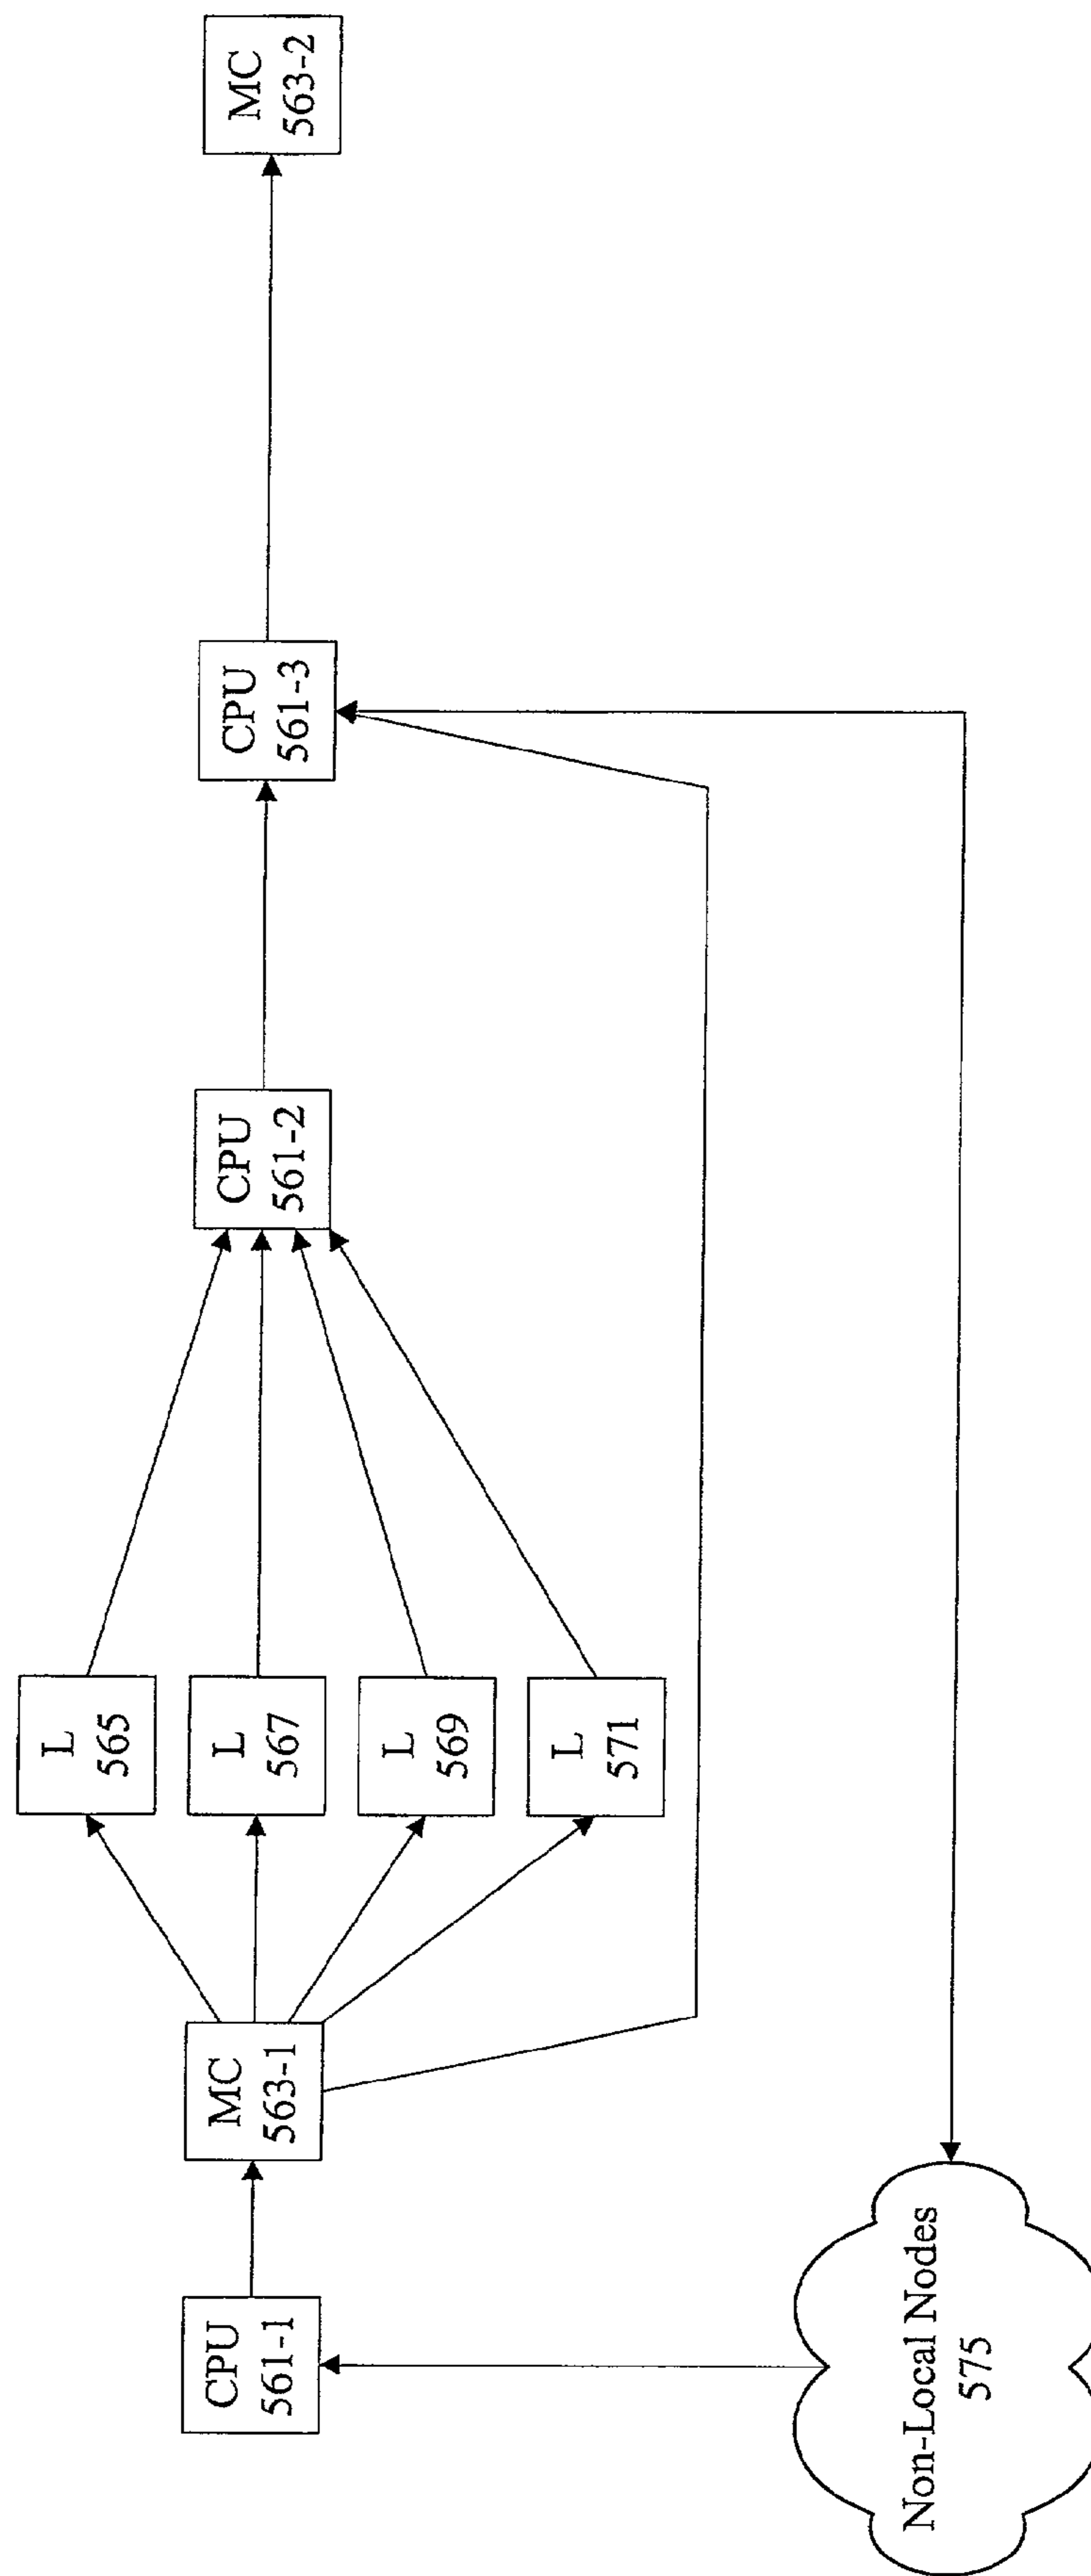 CPU
561-1
MC
563-1
L
565
L
567
L
569
L
571
CPU
561-2
CPU
561-3
MC
563-2
Non-Local Nodes
575